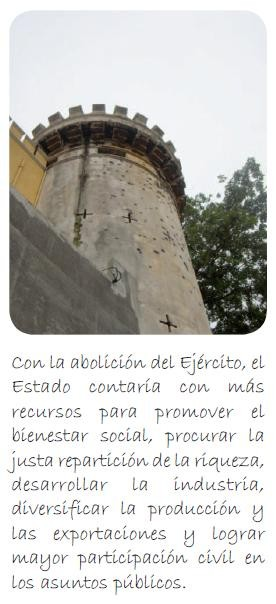 Con la abolición del Ejército, el
Estado contaría con más
recursos para promover el
bienestar social, procurar la
justa repartición de la riqueza,
desarrollar la industria,
diversificar la producción y
las exportaciones y lograr
mayor participación civil en
los asuntos públicos.